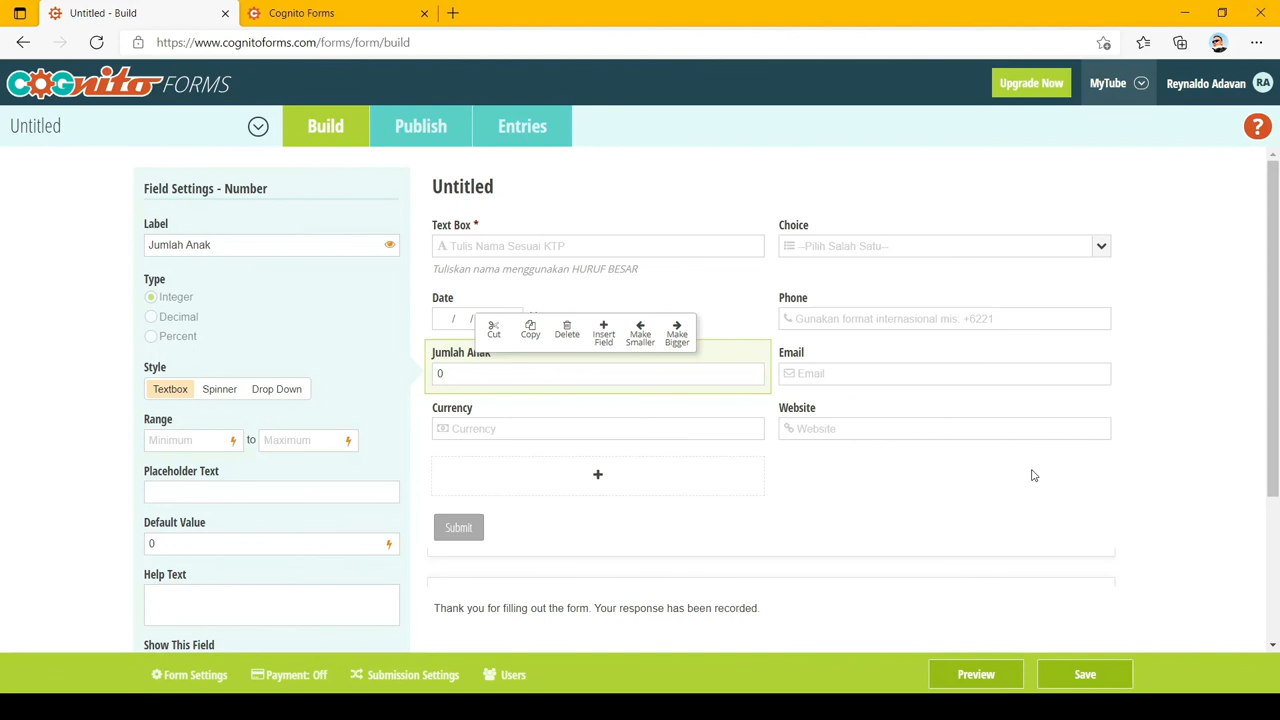 Untitled - Build
Cognito Forms
https://www.cognitoforms.com/forms/form/build
COGnito FORMS
Upgrade Now
MyTube
Reynaldo Adavan
RA
Untitled
Build
Publish
Entries
?
Field Settings - Number
Label
Jumlah Anak
Type
Integer
Decimal
Percent
Style
Textbox
Spinner
Drop Down
Range
Minimum
to
Maximum
Placeholder Text
Default Value
0
Help Text
Show This Field
Untitled
Text Box *
Tulis Nama Sesuai KTP
Tuliskan nama menggunakan HURUF BESAR
Choice
--Pilih Salah Satu--
Date
/ /
Phone
Gunakan format internasional mis: +6221
Cut
Copy
Delete
Insert Field
Make Smaller
Make Bigger
Jumlah Anak
0
Email
Email
Currency
Currency
Website
Website
Submit
Thank you for filling out the form. Your response has been recorded.
Form Settings
Payment: Off
Submission Settings
Users
Preview
Save